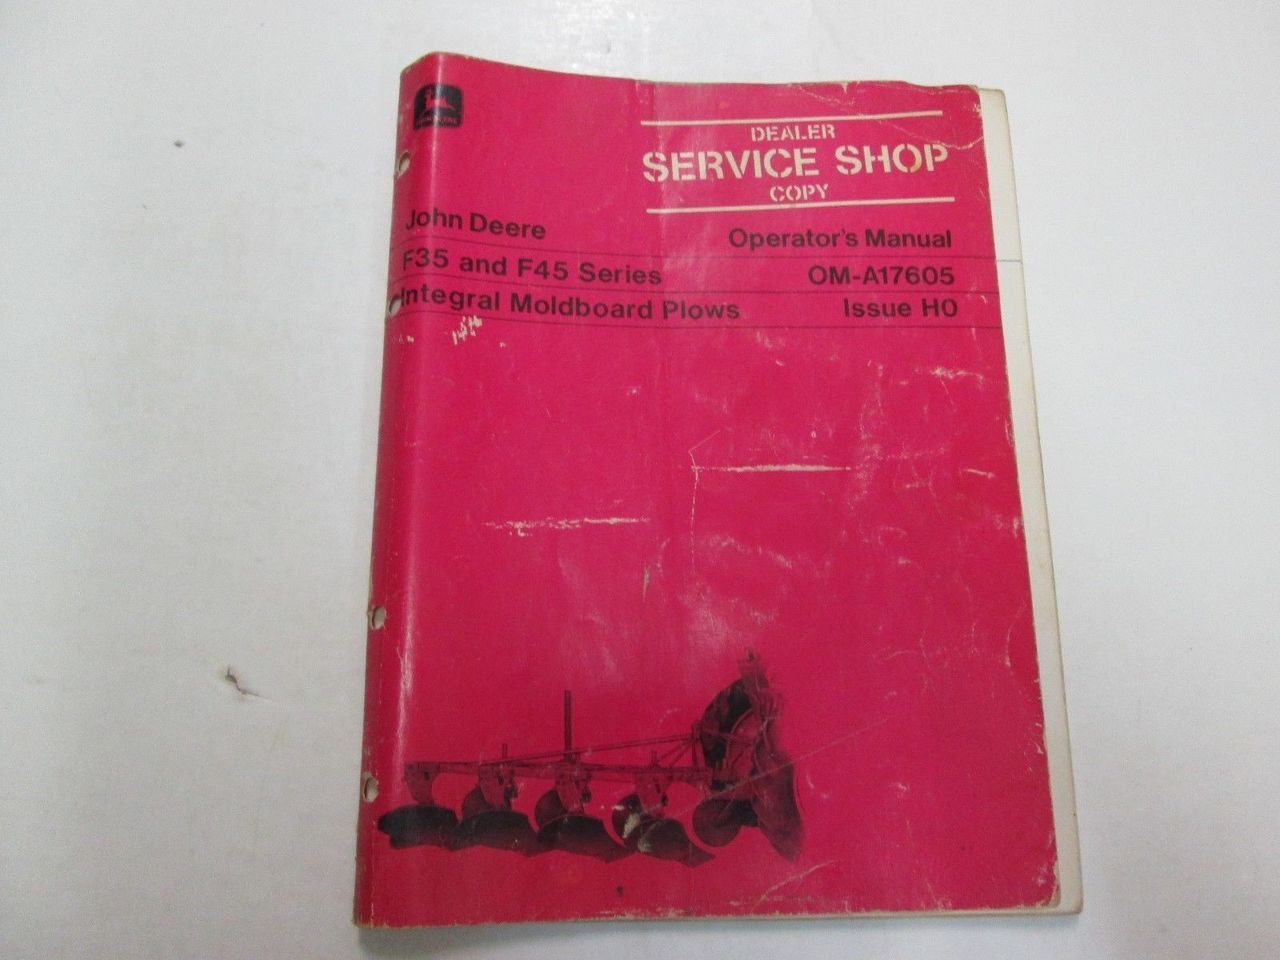 DEALER
SERVICE SHOP
COPY
John Deere
Operator's Manual
F35 and F45 Series
OM-A17605
Integral Moldboard Plows
Issue H0